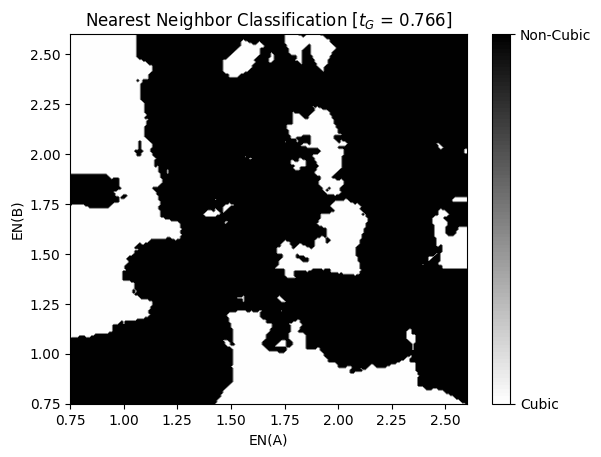 Nearest Neighbor Classification [t_G = 0.766]
Non-Cubic
2.50
2.25
2.00
1.75
1.50
1.25
1.00
0.75
EN(B)
0.75 1.00 1.25 1.50 1.75 2.00 2.25 2.50
EN(A)
Cubic